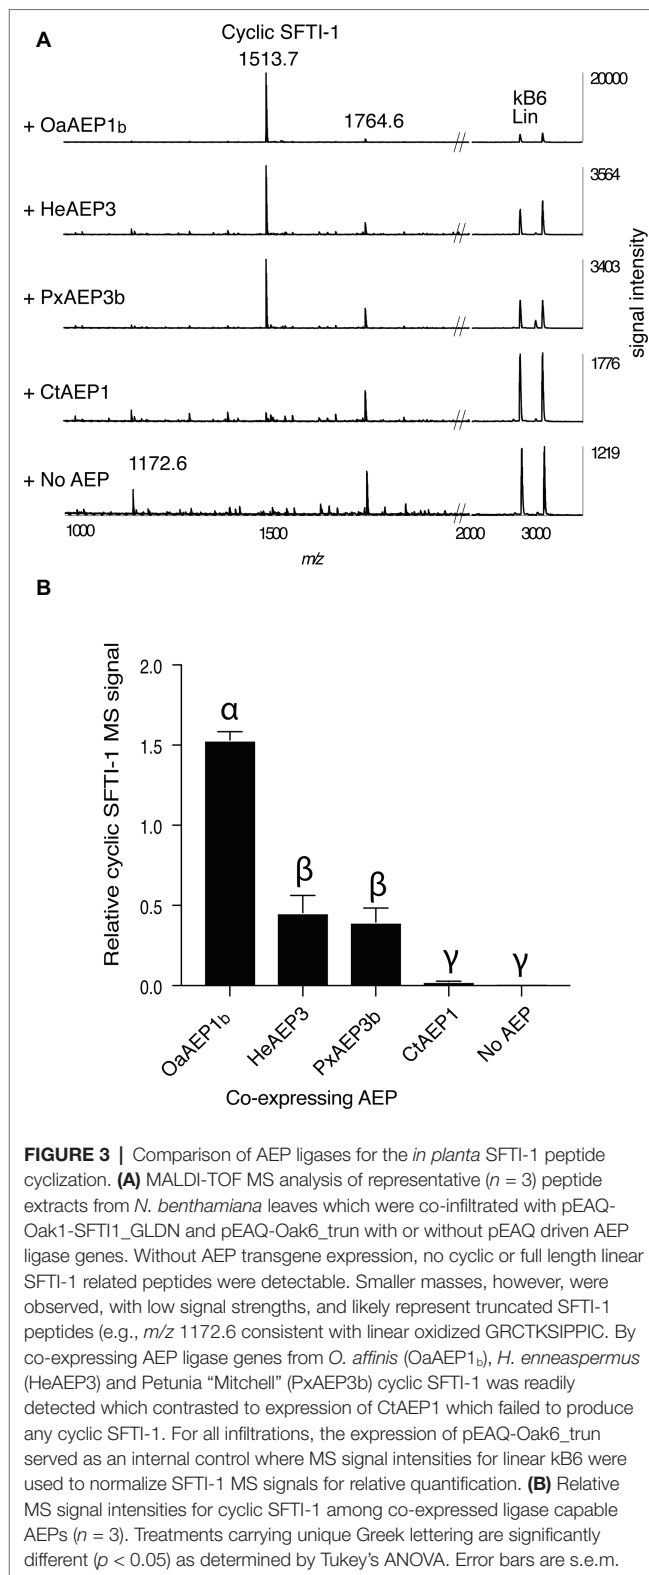 A
Cyclic SFTI-1
1513.7
20000
kB6
Lin
1764.6
+ OaAEP1b
3564
+ HeAEP3
3403
+ PxAEP3b
signal intensity
1776
+ CtAEP1
1219
1172.6
+ No AEP
1000
1500
2000
3000
m/z
B
2.0
1.5
1.0
0.5
0.0
Relative cyclic SFTI-1 MS signal
α
β
β
γ
γ
OaAEP1b
HeAEP3
PxAEP3b
CtAEP1
No AEP
Co-expressing AEP
FIGURE 3 | Comparison of AEP ligases for the in planta SFTI-1 peptide
cyclization. (A) MALDI-TOF MS analysis of representative (n = 3) peptide
extracts from N. benthamiana leaves which were co-infiltrated with pEAQ-
Oak1-SFTI1_GLDN and pEAQ-Oak6_trun with or without pEAQ driven AEP
ligase genes. Without AEP transgene expression, no cyclic or full length linear
SFTI-1 related peptides were detectable. Smaller masses, however, were
observed, with low signal strengths, and likely represent truncated SFTI-1
peptides (e.g., m/z 1172.6 consistent with linear oxidized GRCTKSIPPIC. By
co-expressing AEP ligase genes from O. affinis (OaAEP1b), H. enneaspermus
(HeAEP3) and Petunia “Mitchell” (PxAEP3b) cyclic SFTI-1 was readily
detected which contrasted to expression of CtAEP1 which failed to produce
any cyclic SFTI-1. For all infiltrations, the expression of pEAQ-Oak6_trun
served as an internal control where MS signal intensities for linear kB6 were
used to normalize SFTI-1 MS signals for relative quantification. (B) Relative
MS signal intensities for cyclic SFTI-1 among co-expressed ligase capable
AEPs (n = 3). Treatments carrying unique Greek lettering are significantly
different (p < 0.05) as determined by Tukey’s ANOVA. Error bars are s.e.m.